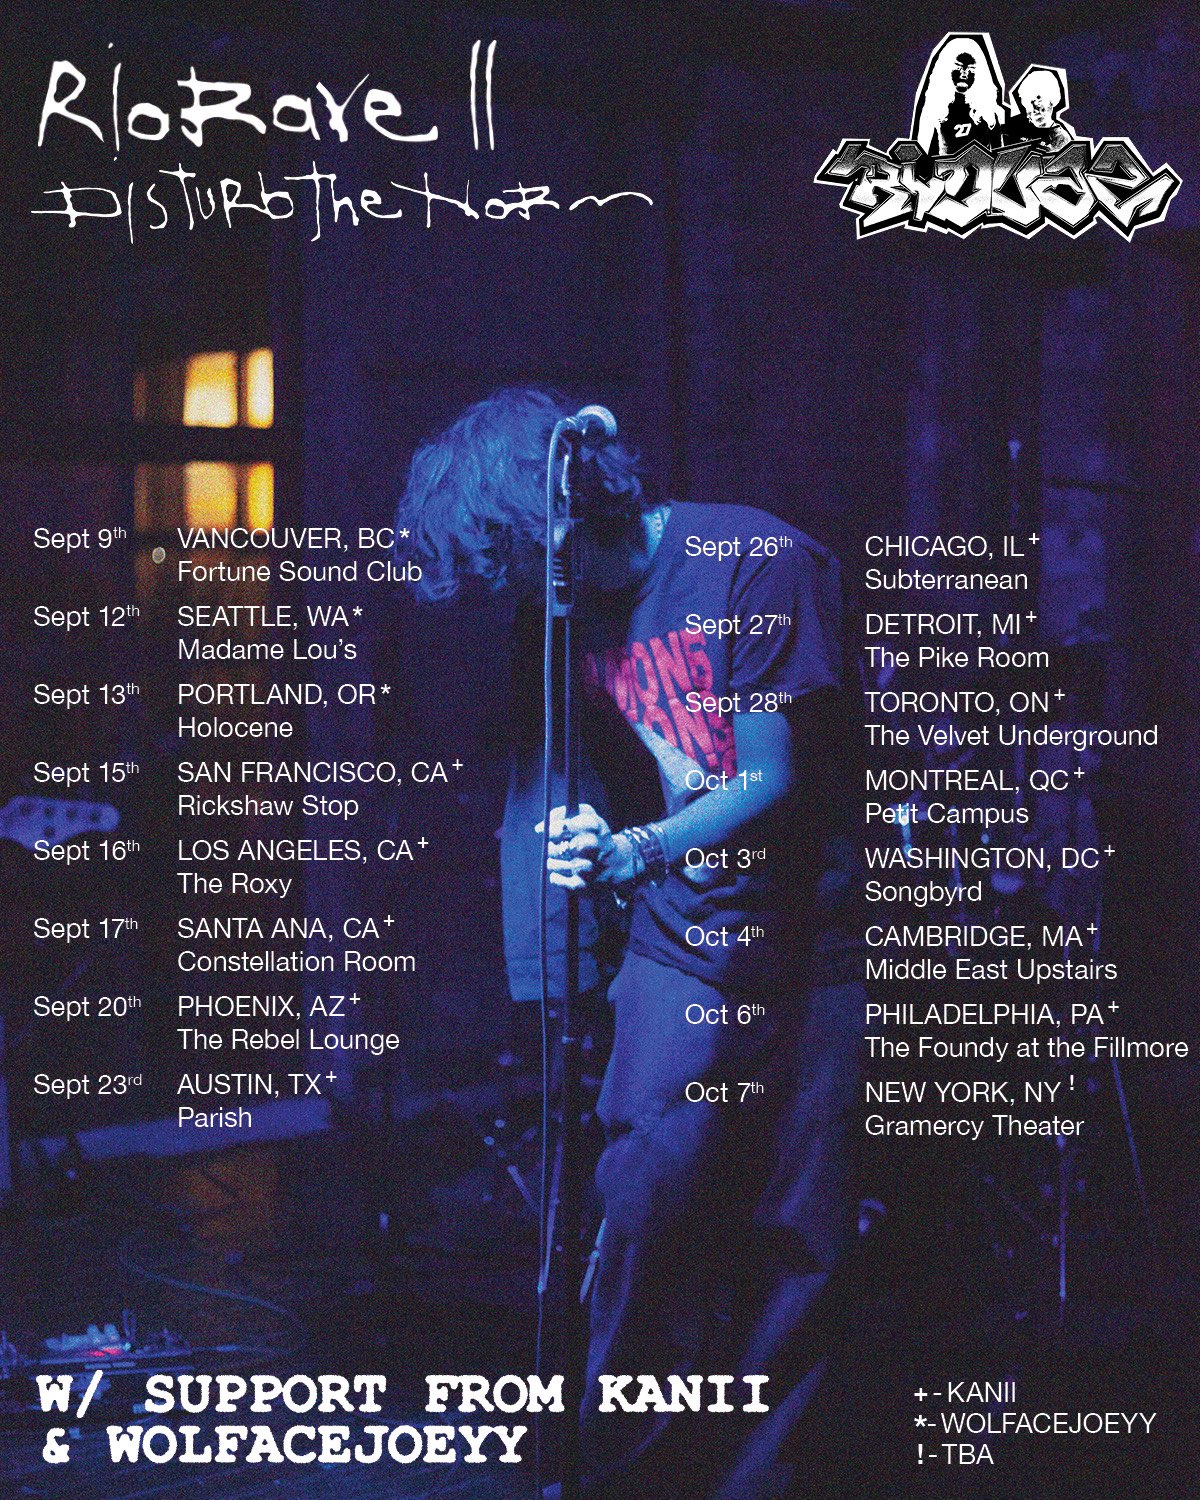 RioRave II
DisturbTheNorm
Sept 9th VANCOUVER, BC*
Fortune Sound Club
Sept 12th SEATTLE, WA*
Madame Lou's
Sept 13th PORTLAND, OR*
Holocene
Sept 15th SAN FRANCISCO, CA+
Rickshaw Stop
Sept 16th LOS ANGELES, CA+
The Roxy
Sept 17th SANTA ANA, CA+
Constellation Room
Sept 20th PHOENIX, AZ+
The Rebel Lounge
Sept 23rd AUSTIN, TX+
Parish
Sept 26th CHICAGO, IL+
Subterranean
Sept 27th DETROIT, MI+
The Pike Room
Sept 28th TORONTO, ON+
The Velvet Underground
Oct 1st MONTREAL, QC+
Petit Campus
Oct 3rd WASHINGTON, DC+
Songbyrd
Oct 4th CAMBRIDGE, MA+
Middle East Upstairs
Oct 6th PHILADELPHIA, PA+
The Foundy at the Fillmore
Oct 7th NEW YORK, NY !
Gramercy Theater
W/ SUPPORT FROM KANII
& WOLFACEJOEYY
+ - KANII
*- WOLFACEJOEYY
! - TBA